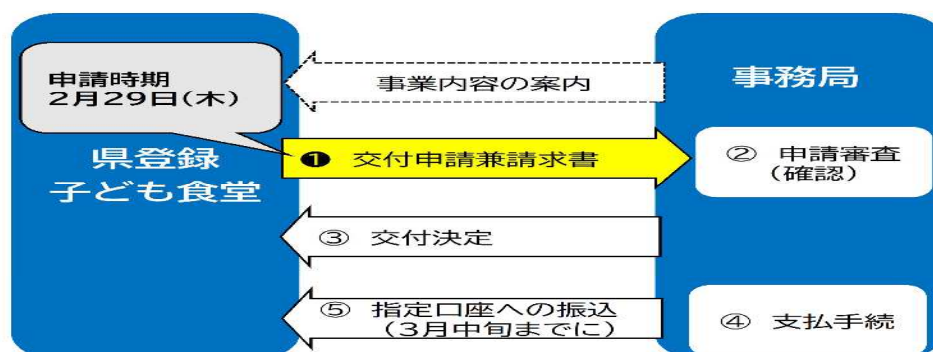 申請時期
2月29日(木)
県登録
子ども食堂
事業内容の案内
事務局
❶ 交付申請兼請求書
② 申請審査
(確認)
③ 交付決定
⑤ 指定口座への振込
(3月中旬までに)
④ 支払手続